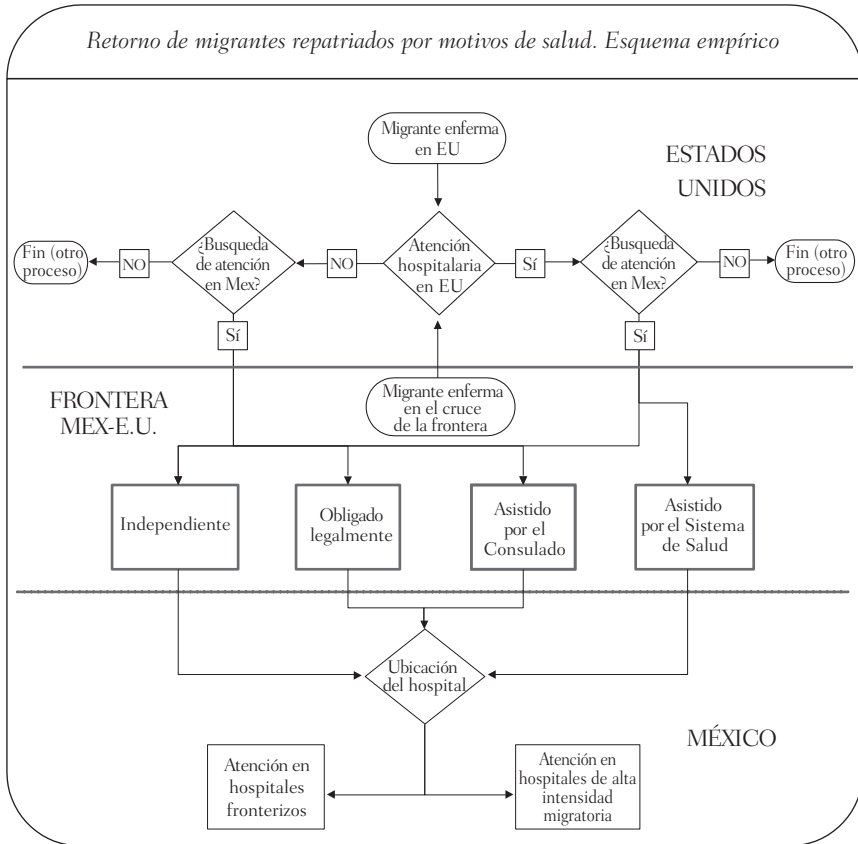 Retorno de migrantes repatriados por motivos de salud. Esquema empírico
Migrante enferma
en EU
ESTADOS
UNIDOS
Fin (otro
proceso)
NO
¿Busqueda
de atención
en Mex?
NO
Atención
hospitalaria
en EU
Sí
¿Busqueda
de atención
en Mex?
NO
Fin (otro
proceso)
Sí
Sí
FRONTERA
MEX-E.U.
Migrante enferma
en el cruce
de la frontera
Independiente
Obligado
legalmente
Asistido
por el
Consulado
Asistido
por el Sistema
de Salud
Ubicación
del hospital
MÉXICO
Atención en
hospitales
fronterizos
Atención en
hospitales de alta
intensidad
migratoria